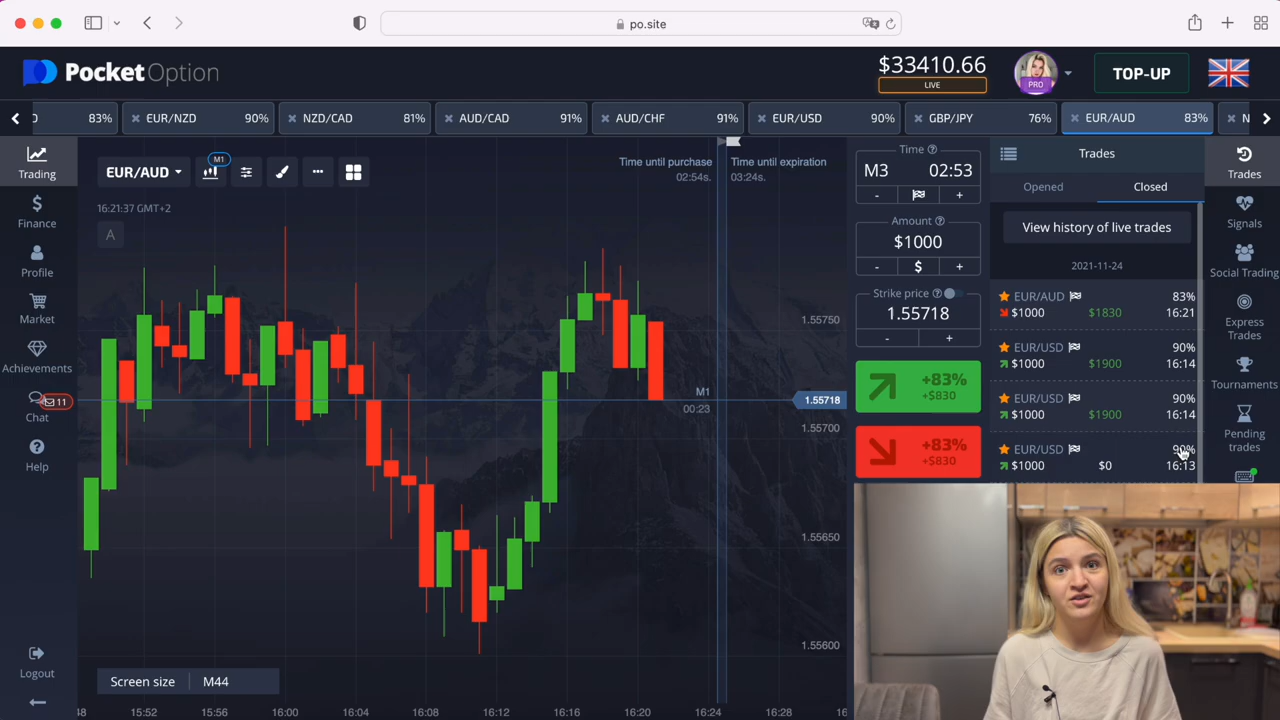 po.site
PocketOption
$33410.66
LIVE
PRO
TOP-UP
83%
EUR/NZD 90%
NZD/CAD 81%
AUD/CAD 91%
AUD/CHF 91%
EUR/USD 90%
GBP/JPY 76%
EUR/AUD 83%
N
Trading
Finance
Profile
Market
Achievements
11
Chat
Help
Logout
EUR/AUD
M1
16:21:37 GMT+2
A
Time until purchase
02:54s.
Time until expiration
03:24s.
1.55750
M1
00:23
1.55718
1.55700
1.55650
1.55600
Screen size M44
48 15:52 15:56 16:00 16:04 16:08 16:12 16:16 16:20 16:24 16:28 16
Time
M3 02:53
- +
Amount
$1000
- $ +
Strike price
1.55718
- +
+83%
+$830
+83%
+$830
Trades
Opened Closed
View history of live trades
2021-11-24
EUR/AUD 83%
$1000 $1830 16:21
EUR/USD 90%
$1000 $1900 16:14
EUR/USD 90%
$1000 $1900 16:14
EUR/USD 90%
$1000 $0 16:13
Trades
Signals
Social Trading
Express
Trades
Tournaments
Pending
trades